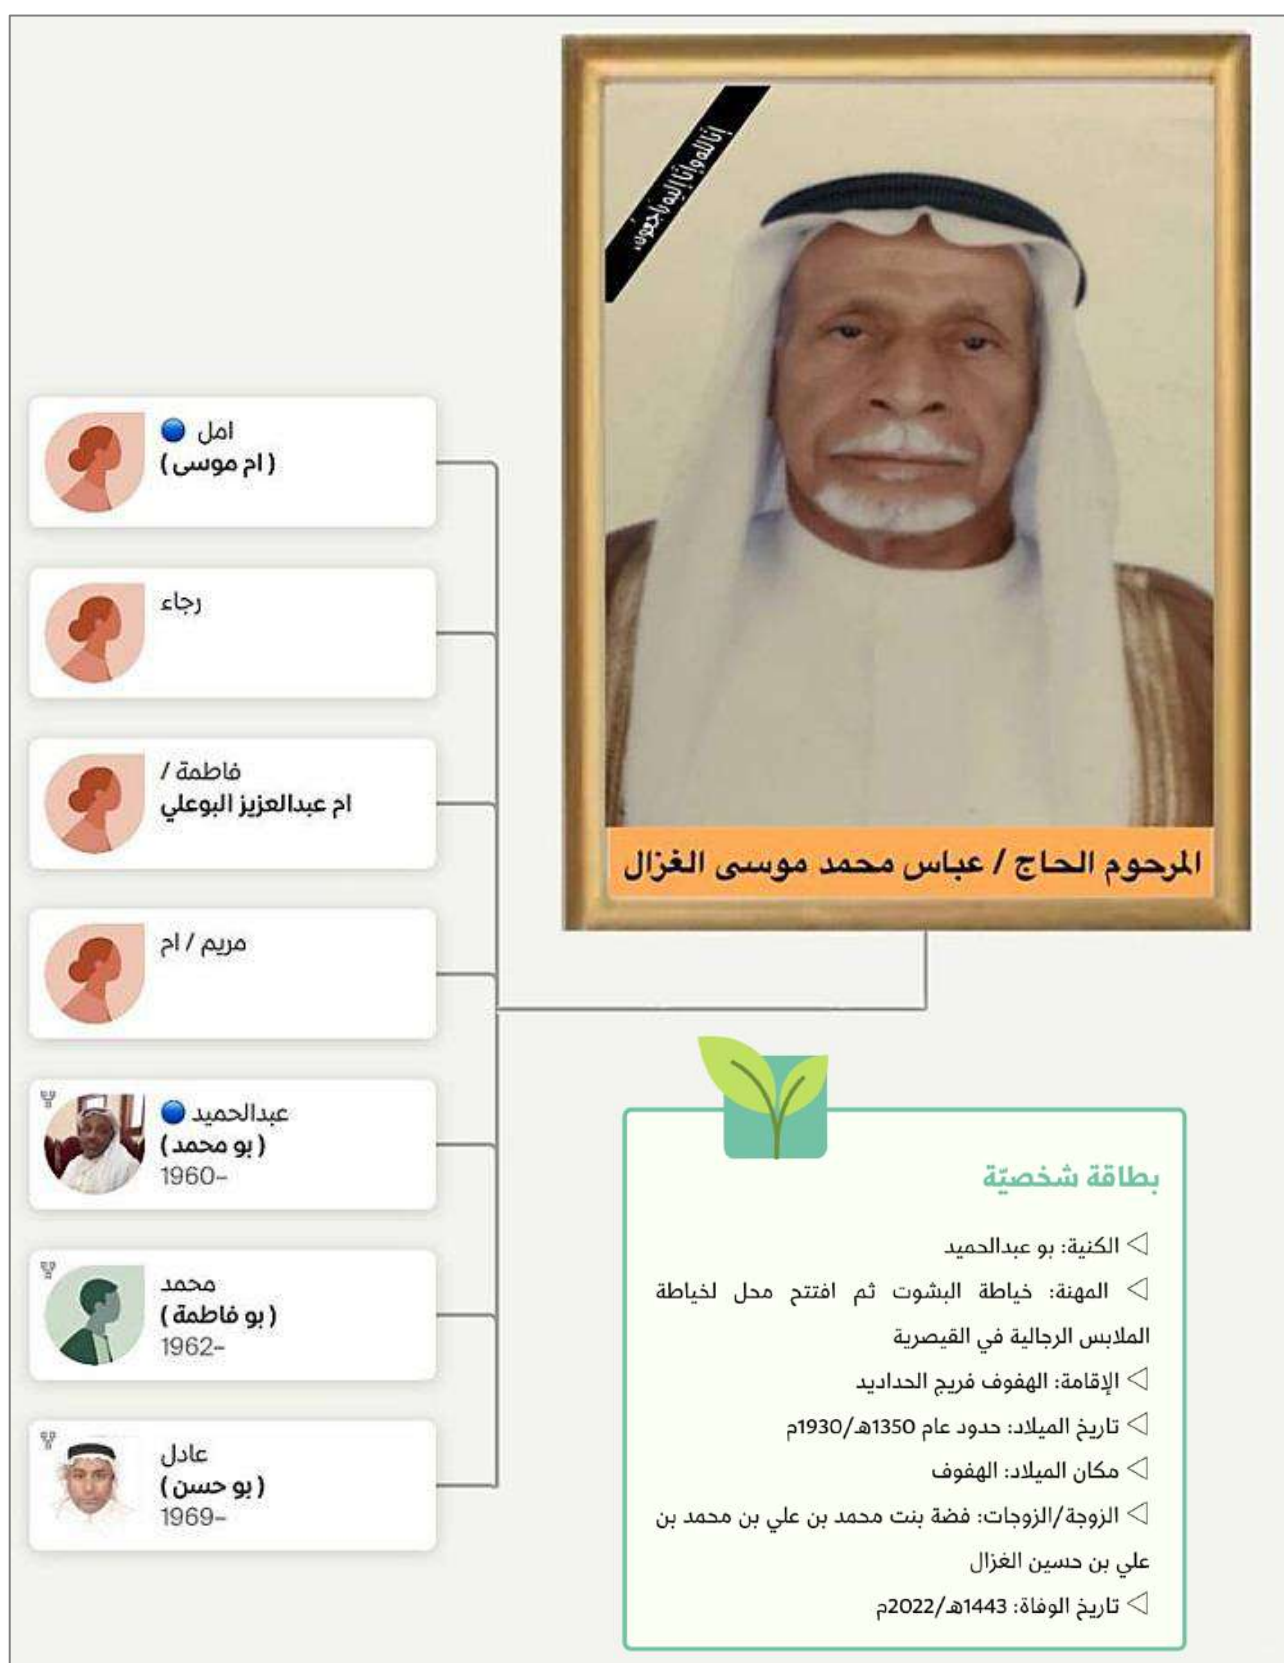 إنا لله وإنا إليه راجعون
المرحوم الحاج / عباس محمد موسى الغزال
امل
( ام موسى )
رجاء
فاطمة /
ام عبدالعزيز البوعلي
مريم / ام
عبدالحميد
( بو محمد )
1960–
محمد
( بو فاطمة )
1962–
عادل
( بو حسن )
1969–
بطاقة شخصيّة
الكنية: بو عبدالحميد
المهنة: خياطة البشوت ثم افتتح محل لخياطة
الملابس الرجالية في القيصرية
الإقامة: الهفوف فريج الحداديد
تاريخ الميلاد: حدود عام 1350هـ/1930م
مكان الميلاد: الهفوف
الزوجة/الزوجات: فضة بنت محمد بن علي بن محمد بن
علي بن حسين الغزال
تاريخ الوفاة: 1443هـ/2022م